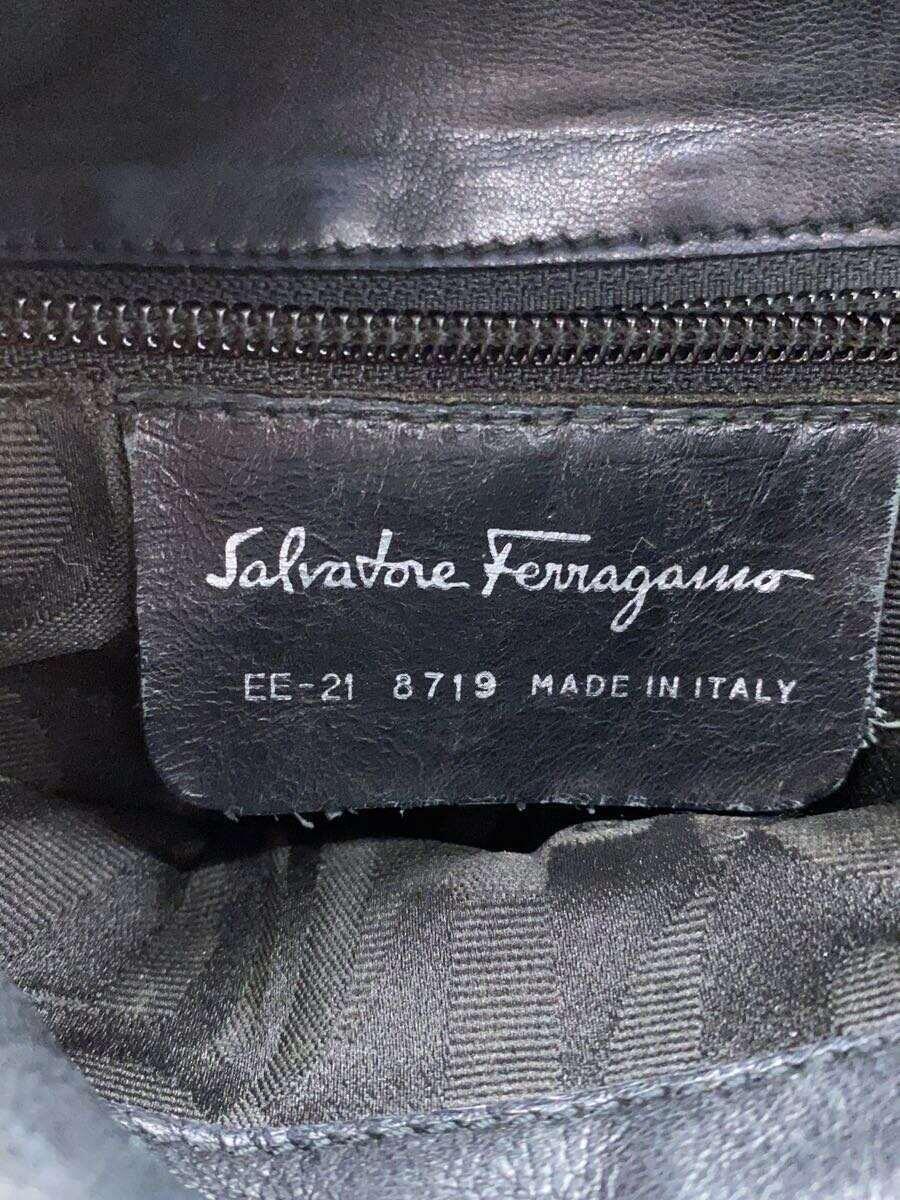 Salvatore Ferragamo
EE-21 8719 MADE IN ITALY